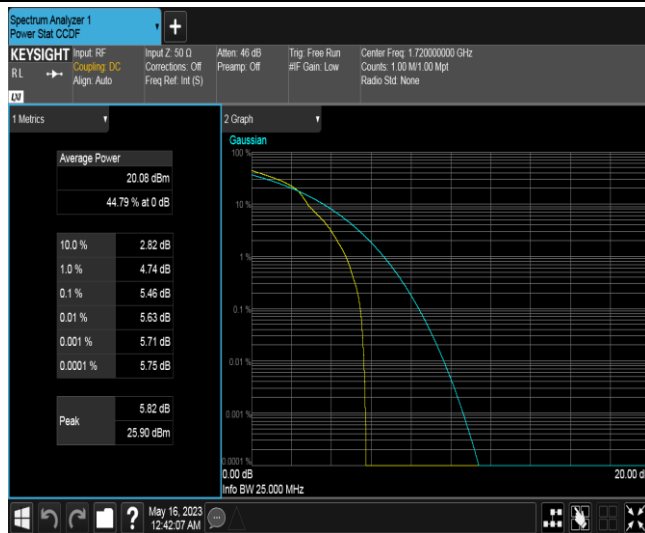 Spectrum Analyzer 1
Power Stat CCDF
+
KEYSIGHT
RL
Input: RF
Coupling: DC
Align: Auto
Input Z: 50 Ω
Corrections: Off
Freq Ref: Int (S)
Atten: 46 dB
Preamp: Off
Trig: Free Run
#IF Gain: Low
Center Freq: 1.720000000 GHz
Counts: 1.00 M/1.00 Mpt
Radio Std: None
1 Metrics
Average Power
20.08 dBm
44.79 % at 0 dB
10.0 % 2.82 dB
1.0 % 4.74 dB
0.1 % 5.46 dB
0.01 % 5.63 dB
0.001 % 5.71 dB
0.0001 % 5.75 dB
Peak
5.82 dB
25.90 dBm
2 Graph
Gaussian
100 %
10 %
1 %
0.1 %
0.01 %
0.001 %
0.0001 %
0.00 dB
20.00 d
Info BW 25.000 MHz
?
May 16, 2023
12:42:07 AM